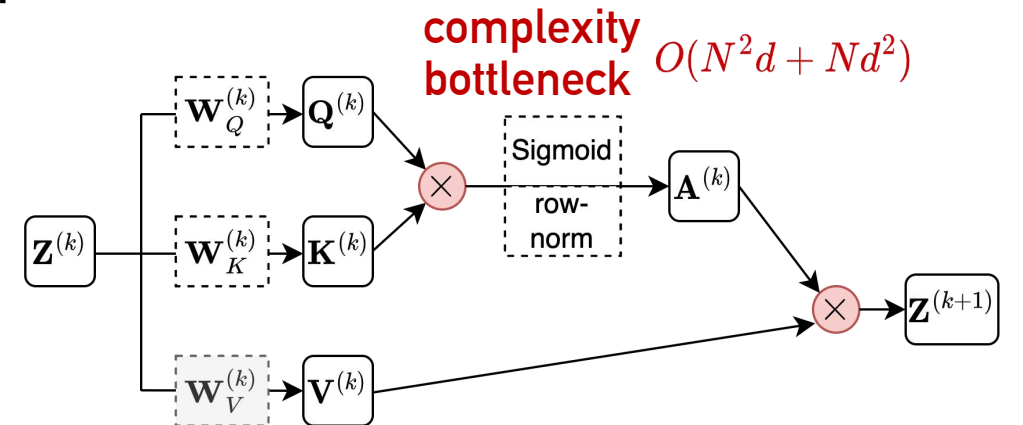 complexity
bottleneck
O(N²d + Nd²)
W_Q^(k)
Q^(k)
Sigmoid
row-
norm
A^(k)
Z^(k)
W_K^(k)
K^(k)
Z^(k+1)
W_V^(k)
V^(k)